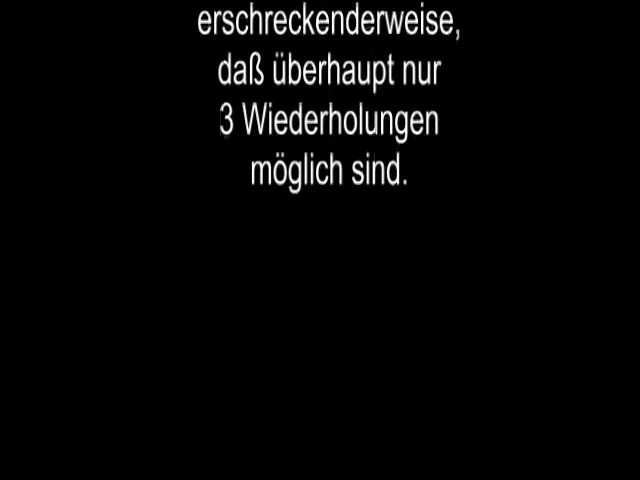 erschreckenderweise,
daß überhaupt nur
3 Wiederholungen
möglich sind.